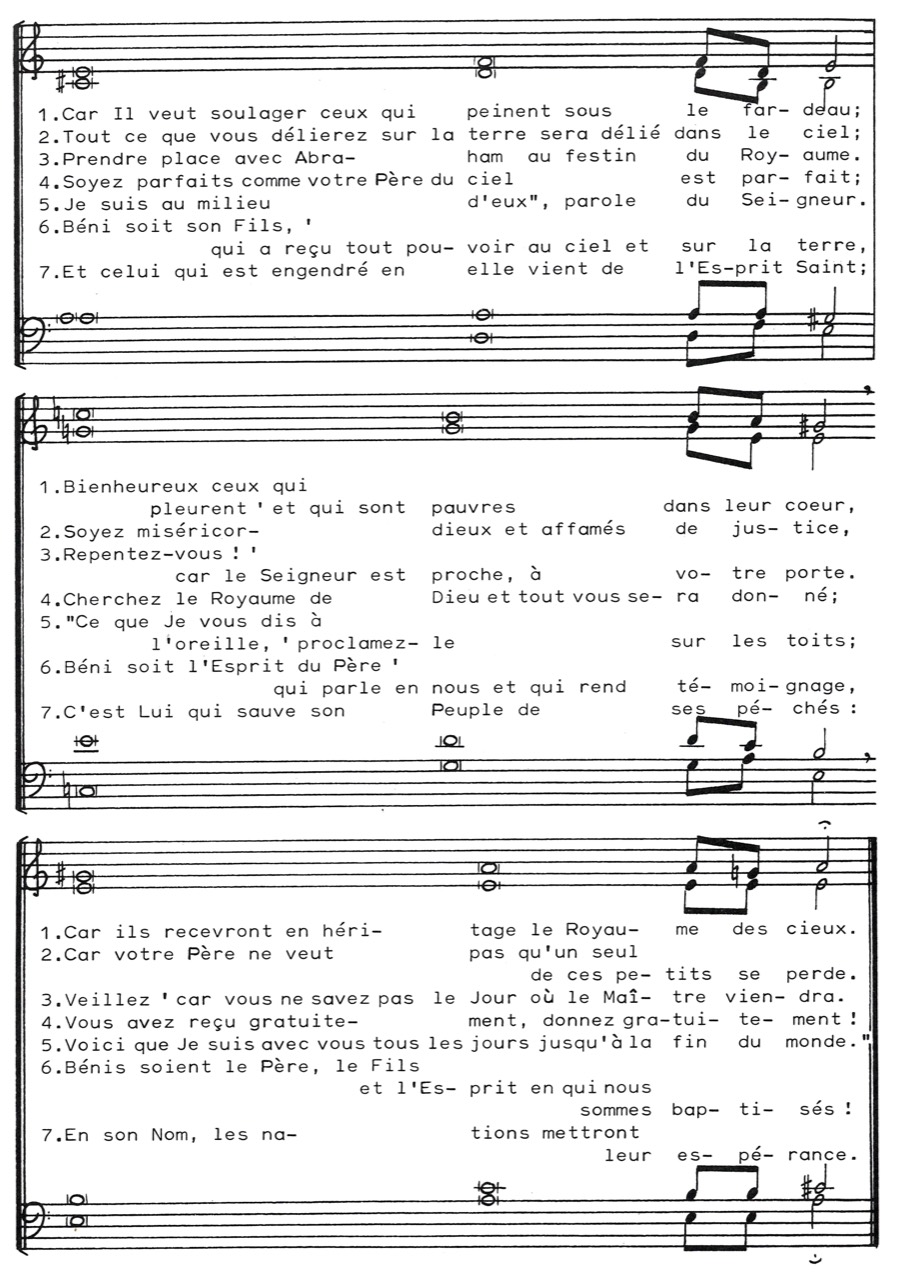 1.Car Il veut soulager ceux qui peinent sous le far- deau;
2.Tout ce que vous délierez sur la terre sera délié dans le ciel;
3.Prendre place avec Abra- ham au festin du Roy- aume.
4.Soyez parfaits comme votre Père du ciel est par- fait;
5.Je suis au milieu d'eux", parole du Sei- gneur.
6.Béni soit son Fils, '
qui a reçu tout pou- voir au ciel et sur la terre,
7.Et celui qui est engendré en elle vient de l'Es-prit Saint;
1.Bienheureux ceux qui
pleurent ' et qui sont pauvres dans leur coeur,
2.Soyez miséricor- dieux et affamés de jus- tice,
3.Repentez-vous ! '
car le Seigneur est proche, à vo- tre porte.
4.Cherchez le Royaume de Dieu et tout vous se- ra don- né;
5."Ce que Je vous dis à
l'oreille, ' proclamez- le sur les toits;
6.Béni soit l'Esprit du Père '
qui parle en nous et qui rend té- moi- gnage,
7.C'est Lui qui sauve son Peuple de ses pé- chés :
1.Car ils recevront en héri- tage le Royau- me des cieux.
2.Car votre Père ne veut pas qu'un seul
de ces pe- tits se perde.
3.Veillez ' car vous ne savez pas le Jour où le Maî- tre vien- dra.
4.Vous avez reçu gratuite- ment, donnez gra-tui- te- ment !
5.Voici que Je suis avec vous tous les jours jusqu'à la fin du monde."
6.Bénis soient le Père, le Fils
et l'Es- prit en qui nous
sommes bap- ti- sés !
7.En son Nom, les na- tions mettront
leur es- pé- rance.